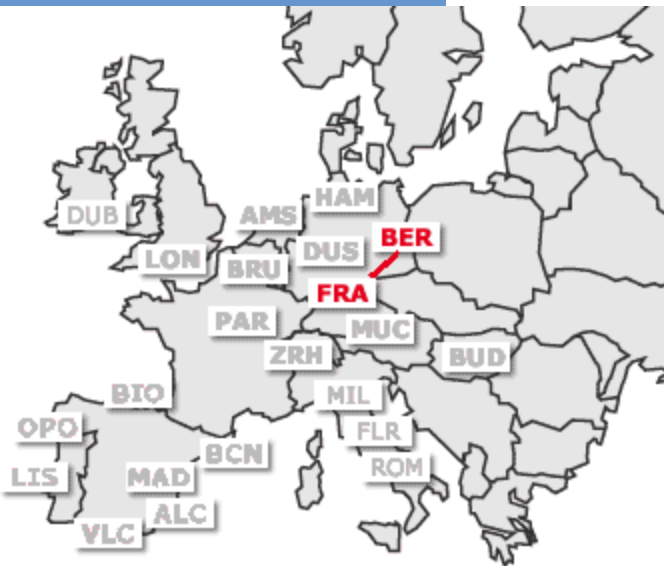 HAM
DUB
AMS
BER
DUS
LON
BRU
FRA
PAR
MUC
ZRH
BUD
BIO
MIL
OPO
FLR
BCN
ROM
LIS
MAD
ALC
VLC